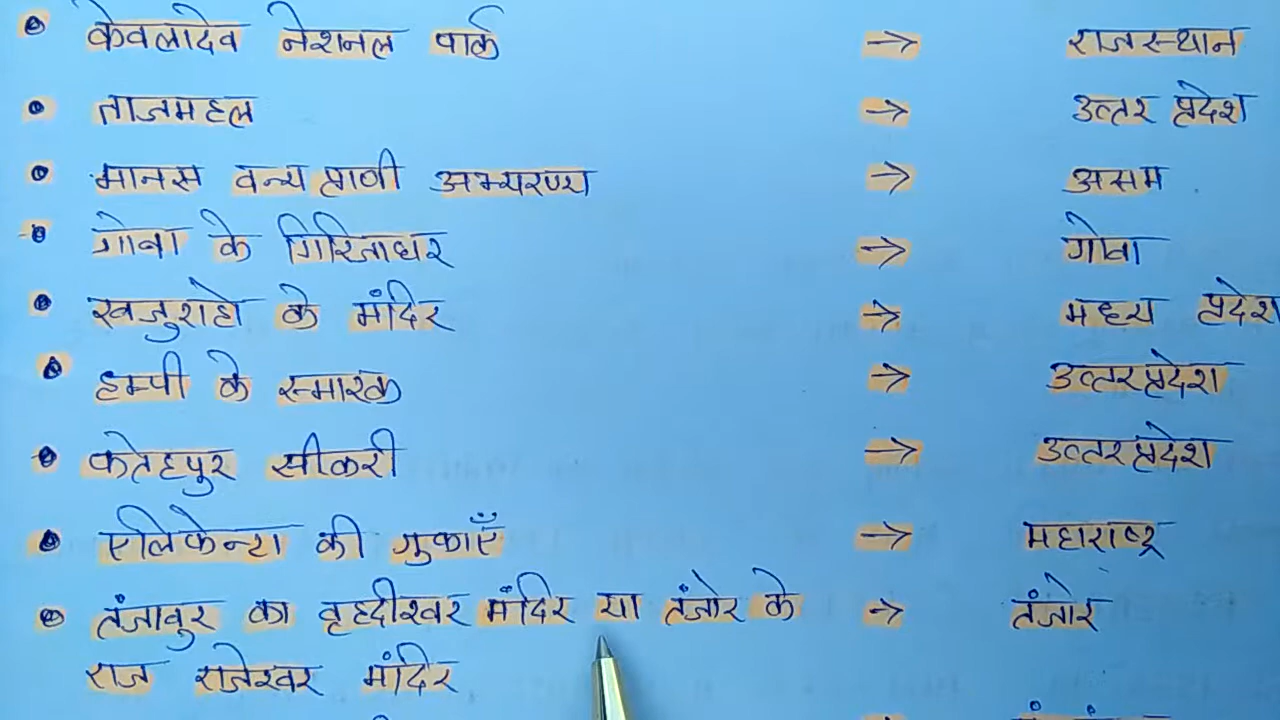 केवलादेव नेशनल पार्क → राजस्थान
ताजमहल → उत्तर प्रदेश
मानस वन्य प्राणी अभ्यरण्य → असम
गोवा के गिरिजाघर → गोवा
खजुराहो के मंदिर → मध्य प्रदेश
हम्पी के स्मारक → उत्तरप्रदेश
फतेहपुर सीकरी → उत्तरप्रदेश
एलिफेन्टा की गुफाएँ → महाराष्ट्र
तंजावुर का वृहदीश्वर मंदिर या तंजोर के → तंजोर
राज राजेश्वर मंदिर